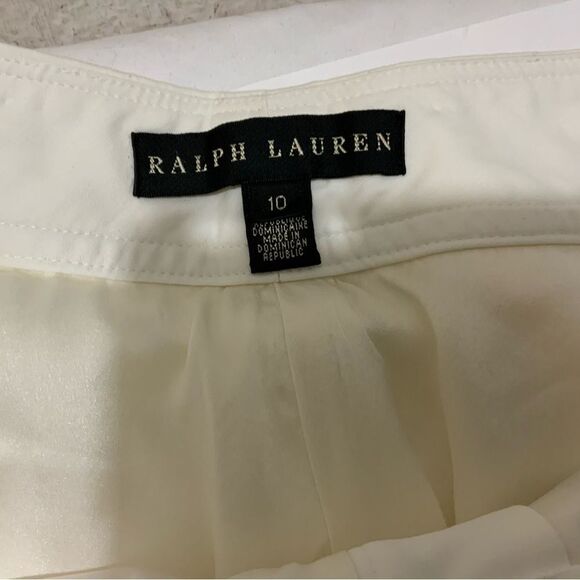 RALPH LAUREN
10
DOMINICAINE
MADE IN
DOMINICAN
REPUBLIC